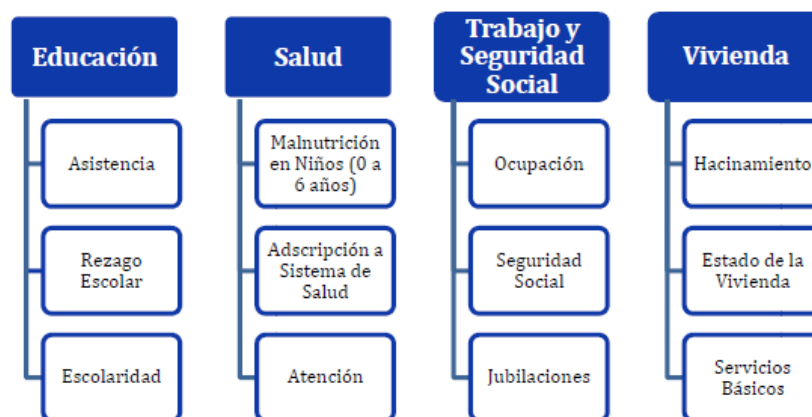 Educación
Asistencia
Rezago
Escolar
Escolaridad
Salud
Malnutrición
en Niños (0 a
6 años)
Adscripción a
Sistema de
Salud
Atención
Trabajo y
Seguridad
Social
Ocupación
Seguridad
Social
Jubilaciones
Vivienda
Hacinamiento
Estado de la
Vivienda
Servicios
Básicos